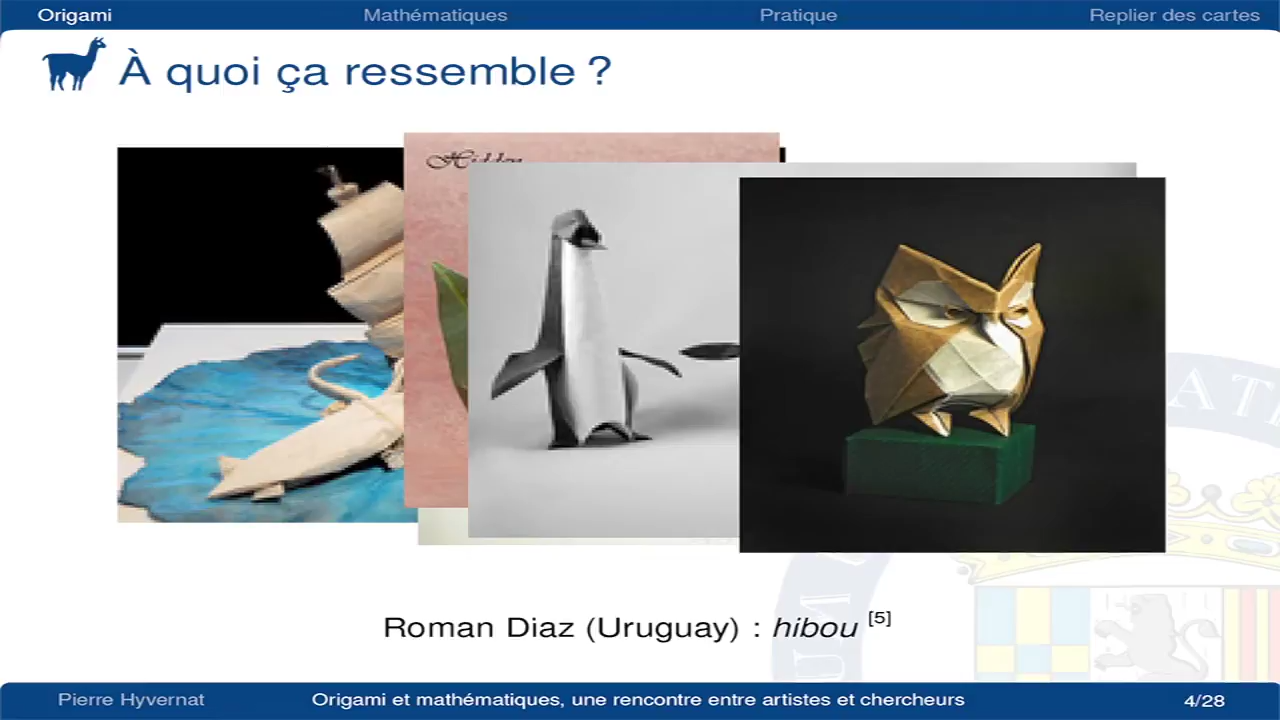 Origami Mathématiques Pratique Replier des cartes
À quoi ça ressemble ?
Roman Diaz (Uruguay) : hibou [5]
Pierre Hyvernat Origami et mathématiques, une rencontre entre artistes et chercheurs 4/28